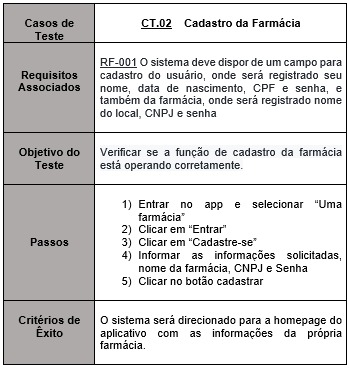 Casos de
Teste
CT.02 Cadastro da Farmácia
Requisitos
Associados
RF-001 O sistema deve dispor de um campo para
cadastro do usuário, onde será registrado seu
nome, data de nascimento, CPF e senha, e
também da farmácia, onde será registrado nome
do local, CNPJ e senha
Objetivo do
Teste
Verificar se a função de cadastro da farmácia
está operando corretamente.
Passos
1) Entrar no app e selecionar “Uma
farmácia”
2) Clicar em “Entrar”
3) Clicar em “Cadastre-se”
4) Informar as informações solicitadas,
nome da farmácia, CNPJ e Senha
5) Clicar no botão cadastrar
Critérios de
Êxito
O sistema será direcionado para a homepage do
aplicativo com as informações da própria
farmácia.